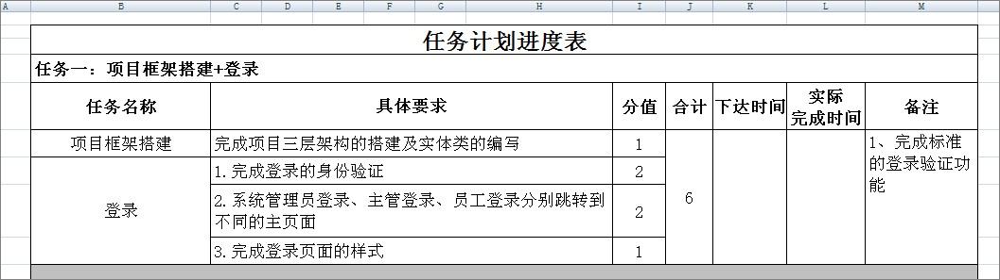 A B C D E F G H I J K L M
任务计划进度表
任务一：项目框架搭建+登录
任务名称 具体要求 分值 合计 下达时间 实际 备注
完成时间
项目框架搭建 完成项目三层架构的搭建及实体类的编写 1
登录
1.完成登录的身份验证 2
2.系统管理员登录、主管登录、员工登录分别跳转到
不同的主页面
2
3.完成登录页面的样式 1
6
1、完成标准
的登录验证功
能